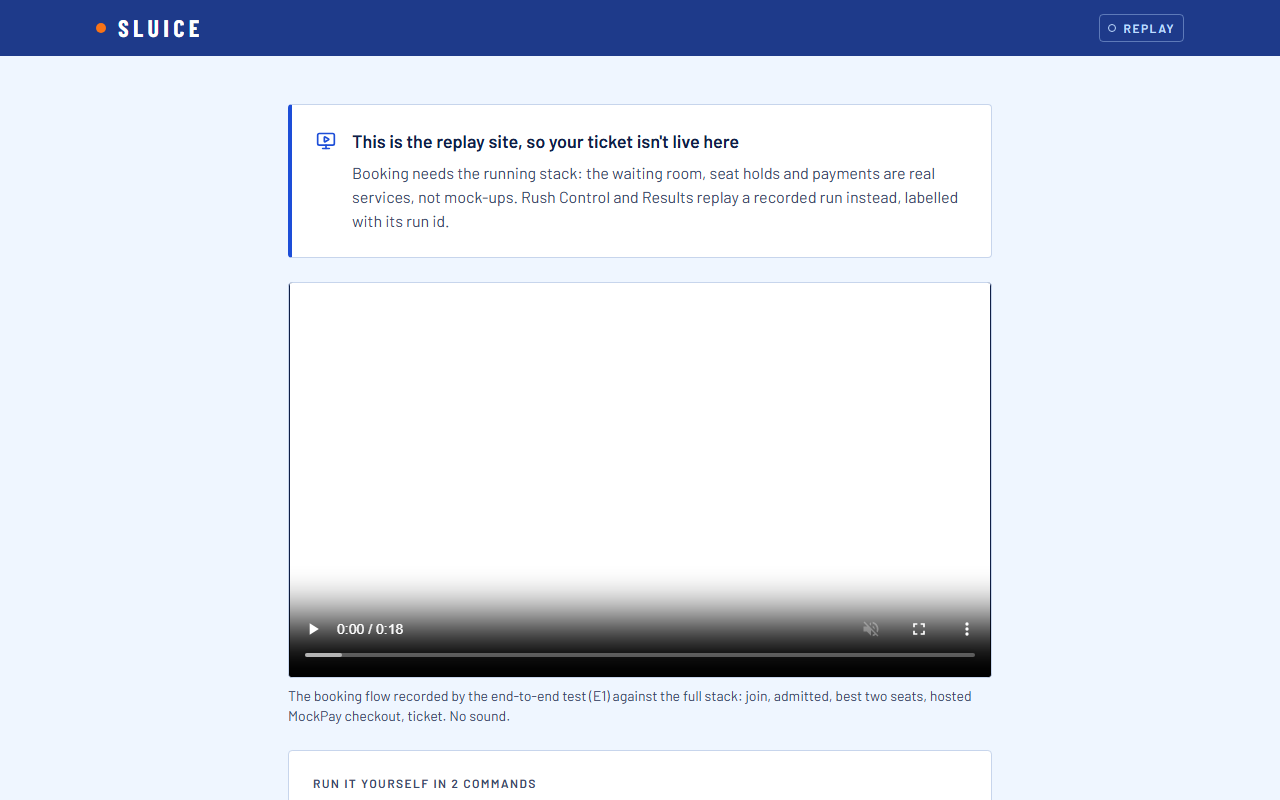 SLUICE
REPLAY
This is the replay site, so your ticket isn't live here
Booking needs the running stack: the waiting room, seat holds and payments are real
services, not mock-ups. Rush Control and Results replay a recorded run instead, labelled
with its run id.
0:00 / 0:18
The booking flow recorded by the end-to-end test (E1) against the full stack: join, admitted, best two seats, hosted
MockPay checkout, ticket. No sound.
RUN IT YOURSELF IN 2 COMMANDS